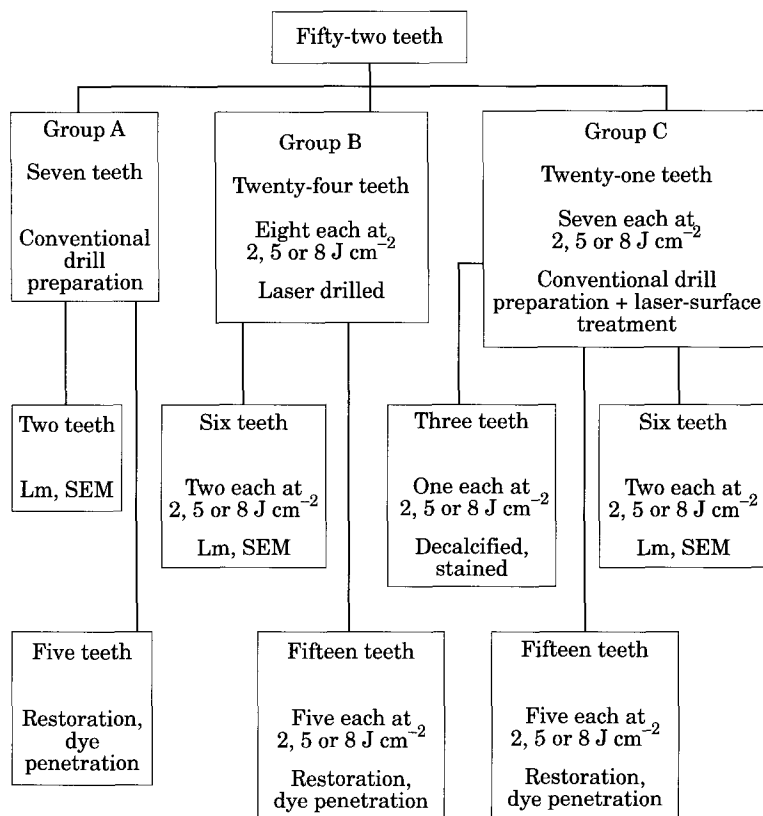 Fifty-two teeth
Group A
Seven teeth
Conventional
drill
preparation
Group B
Twenty-four teeth
Eight each at
2, 5 or 8 J cm⁻²
Laser drilled
Group C
Twenty-one teeth
Seven each at
2, 5 or 8 J cm⁻²
Conventional drill
preparation + laser-surface
treatment
Two teeth
Lm, SEM
Six teeth
Two each at
2, 5 or 8 J cm⁻²
Lm, SEM
Three teeth
One each at
2, 5 or 8 J cm⁻²
Decalcified,
stained
Six teeth
Two each at
2, 5 or 8 J cm⁻²
Lm, SEM
Five teeth
Restoration,
dye
penetration
Fifteen teeth
Five each at
2, 5 or 8 J cm⁻²
Restoration,
dye penetration
Fifteen teeth
Five each at
2, 5 or 8 J cm⁻²
Restoration,
dye penetration